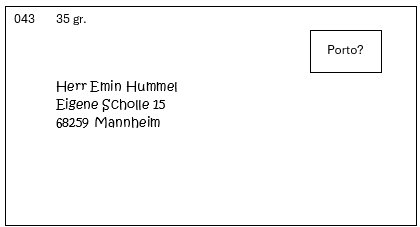 043 35 gr.
Porto?
Herr Emin Hummel
Eigene Scholle 15
68259 Mannheim